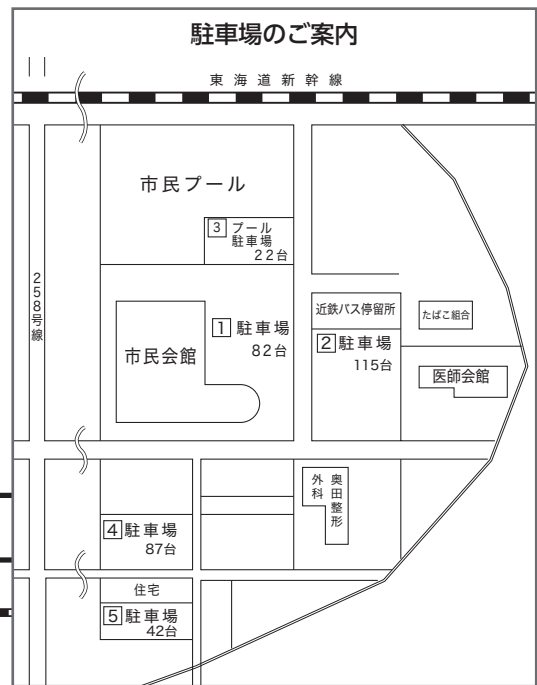 駐車場のご案内
東海道新幹線
市民プール
3 プール
駐車場
22台
258号線
近鉄バス停留所
たばこ組合
1 駐車場
82台
市民会館
2 駐車場
115台
医師会館
奥田整形
外科
4 駐車場
87台
住宅
5 駐車場
42台